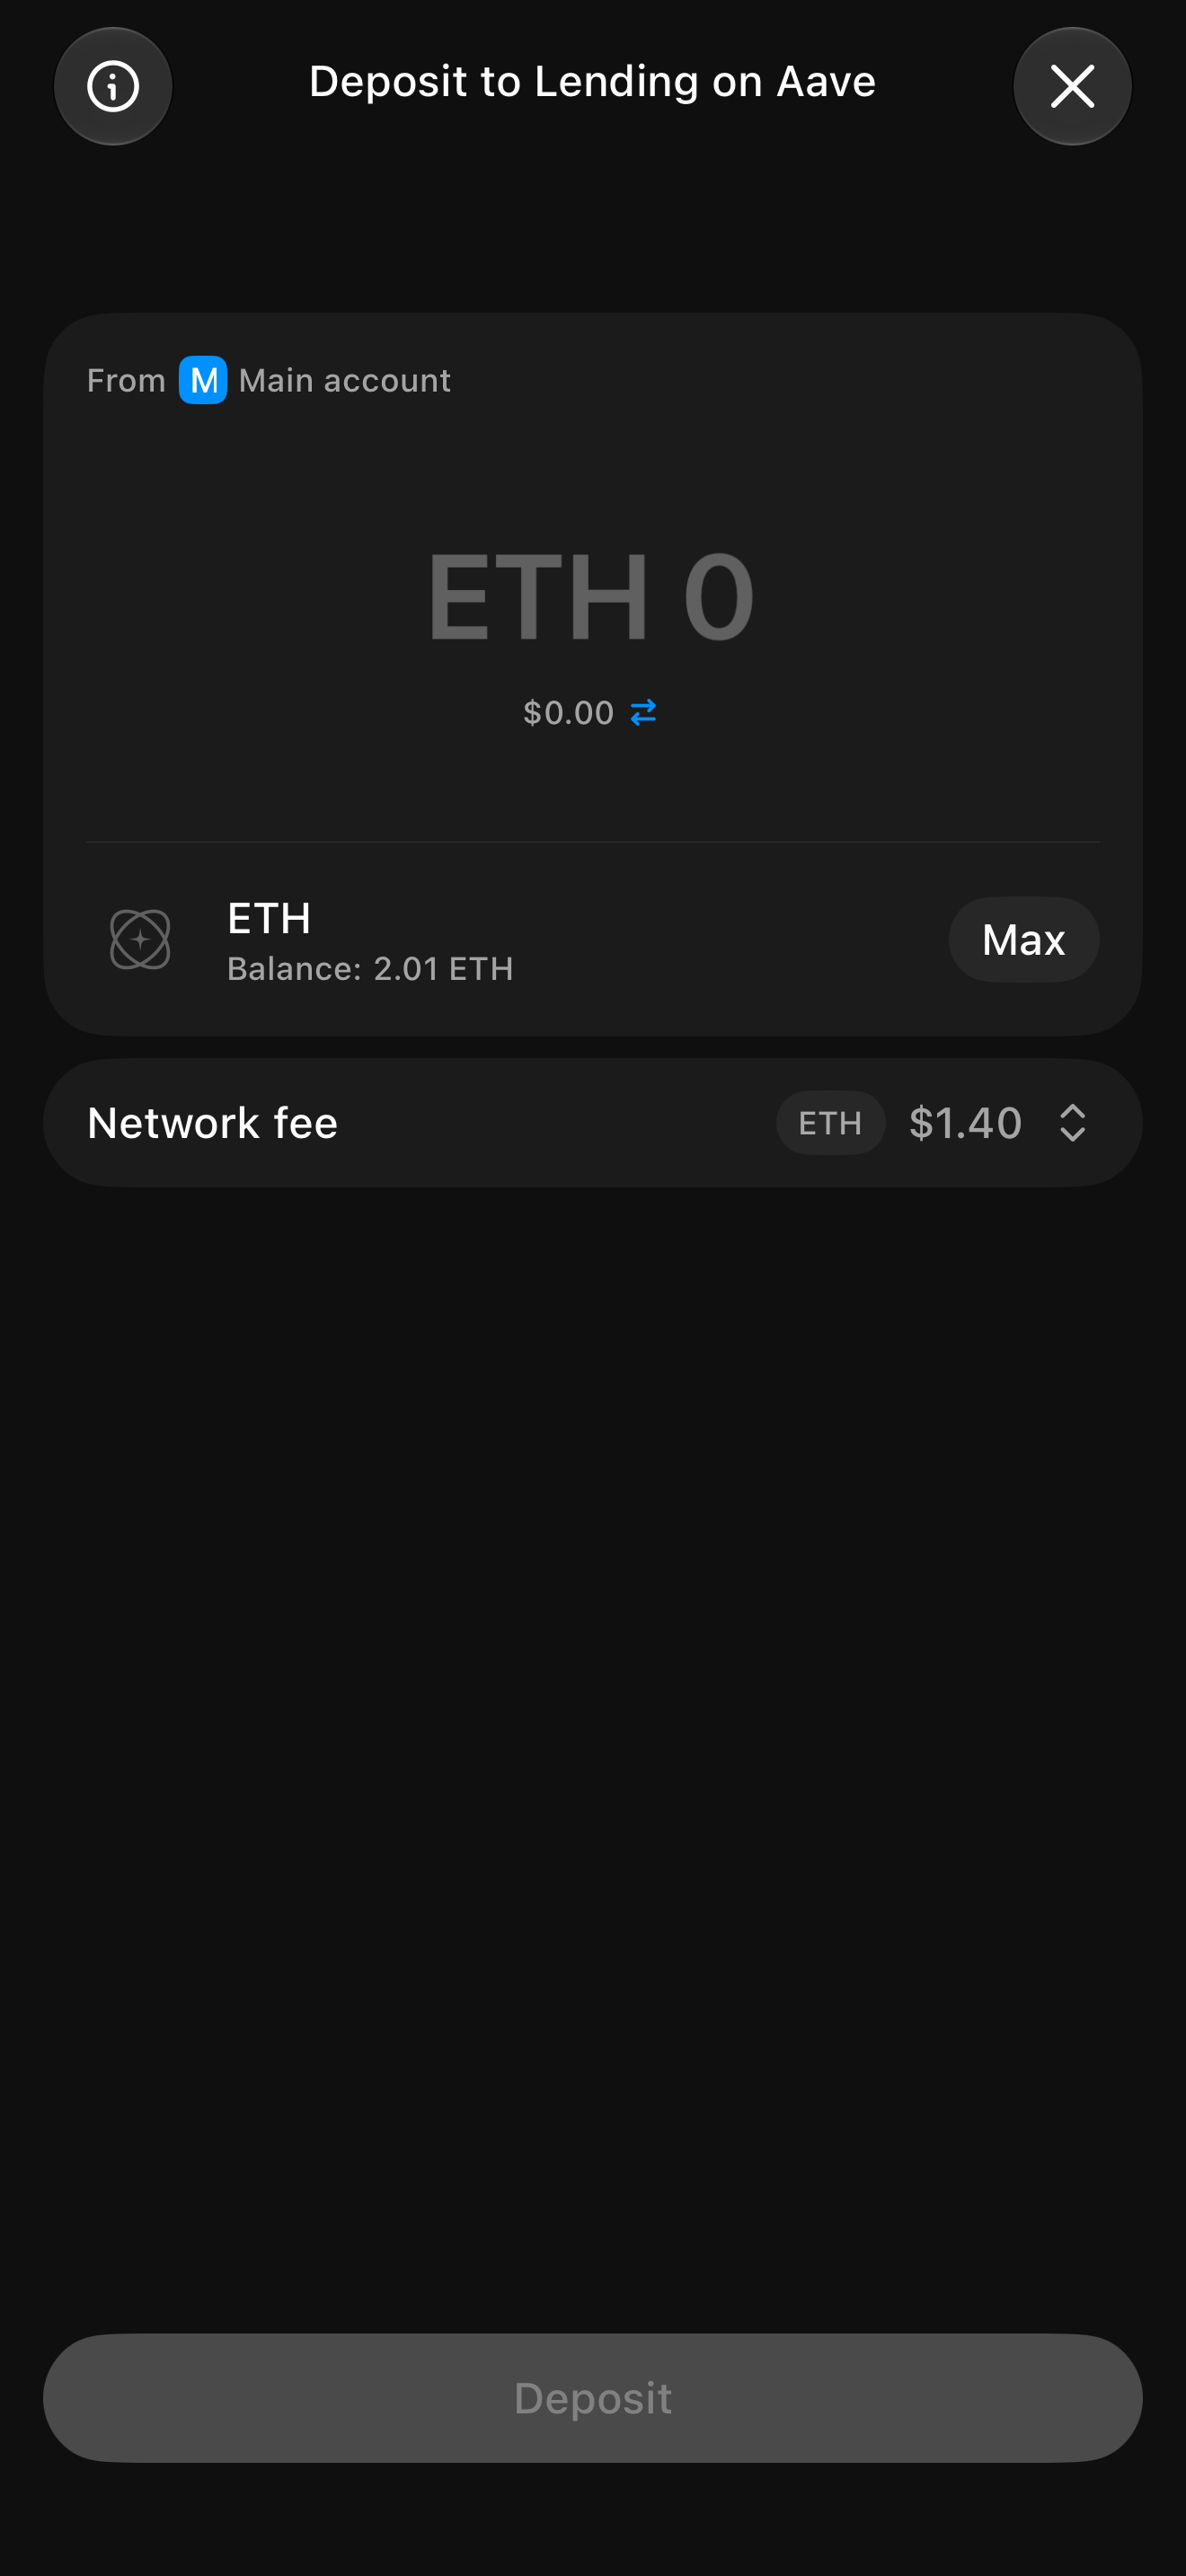 Deposit to Lending on Aave
From M Main account
ETH 0
$0.00
ETH
Balance: 2.01 ETH
Max
Network fee ETH $1.40
Deposit